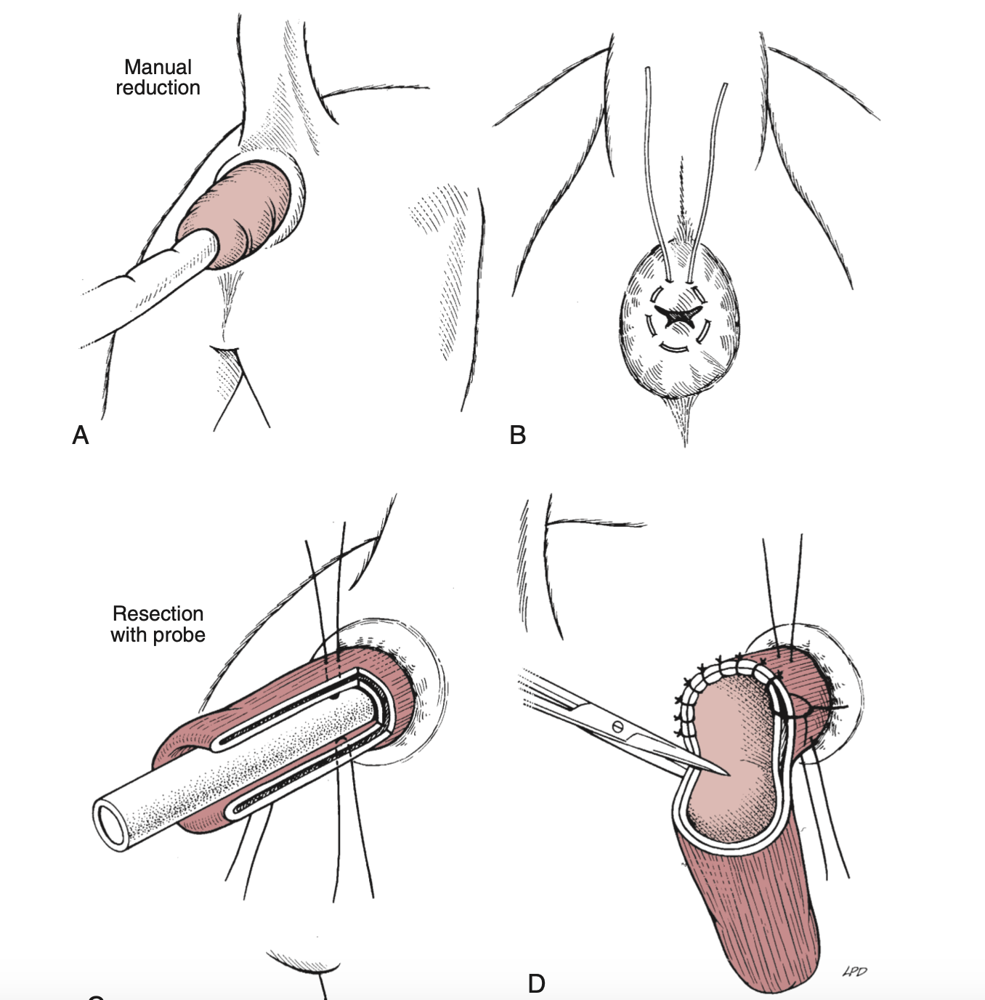 Manual
reduction
A
B
Resection
with probe
D
LPD